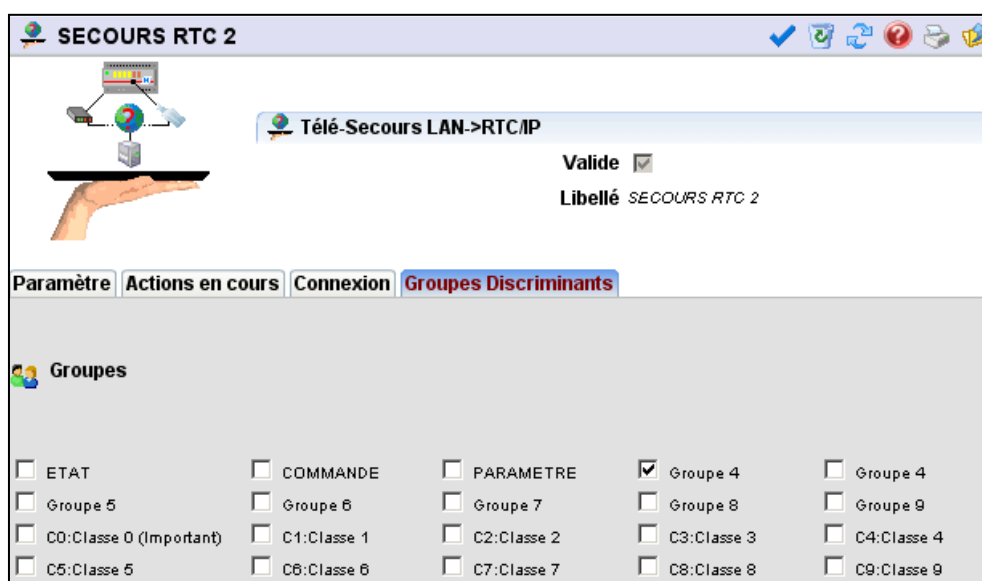 SECOURS RTC 2
Télé-Secours LAN->RTC/IP
Valide
Libellé SECOURS RTC 2
Paramètre Actions en cours Connexion Groupes Discriminants
Groupes
ETAT COMMANDE PARAMETRE Groupe 4 Groupe 4
Groupe 5 Groupe 6 Groupe 7 Groupe 8 Groupe 9
C0:Classe 0 (Important) C1:Classe 1 C2:Classe 2 C3:Classe 3 C4:Classe 4
C5:Classe 5 C6:Classe 6 C7:Classe 7 C8:Classe 8 C9:Classe 9